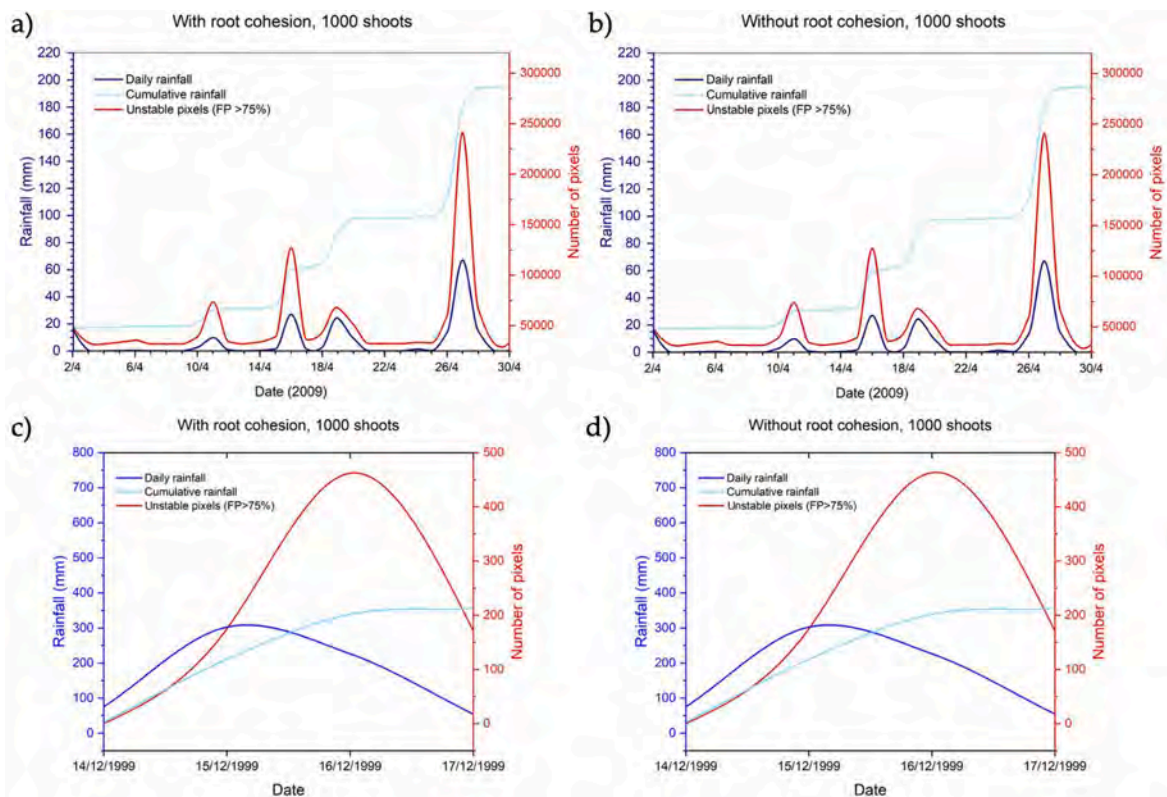 a)
With root cohesion, 1000 shoots
220
200
180
160
140
120
100
80
60
40
20
0
Rainfall (mm)
Daily rainfall
Cumulative rainfall
Unstable pixels (FP >75%)
300000
250000
200000
150000
100000
50000
Number of pixels
2/4 6/4 10/4 14/4 18/4 22/4 26/4 30/4
Date (2009)
b)
Without root cohesion, 1000 shoots
220
200
180
160
140
120
100
80
60
40
20
0
Rainfall (mm)
Daily rainfall
Cumulative rainfall
Unstable pixels (FP >75%)
300000
250000
200000
150000
100000
50000
Number of pixels
2/4 6/4 10/4 14/4 18/4 22/4 26/4 30/4
Date (2009)
c)
With root cohesion, 1000 shoots
800
700
600
500
400
300
200
100
0
Rainfall (mm)
Daily rainfall
Cumulative rainfall
Unstable pixels (FP>75%)
500
400
300
200
100
0
Number of pixels
14/12/1999 15/12/1999 16/12/1999 17/12/1999
Date
d)
Without root cohesion, 1000 shoots
800
700
600
500
400
300
200
100
0
Rainfall (mm)
Daily rainfall
Cumulative rainfall
Unstable pixels (FP>75%)
500
400
300
200
100
0
Number of pixels
14/12/1999 15/12/1999 16/12/1999 17/12/1999
Date